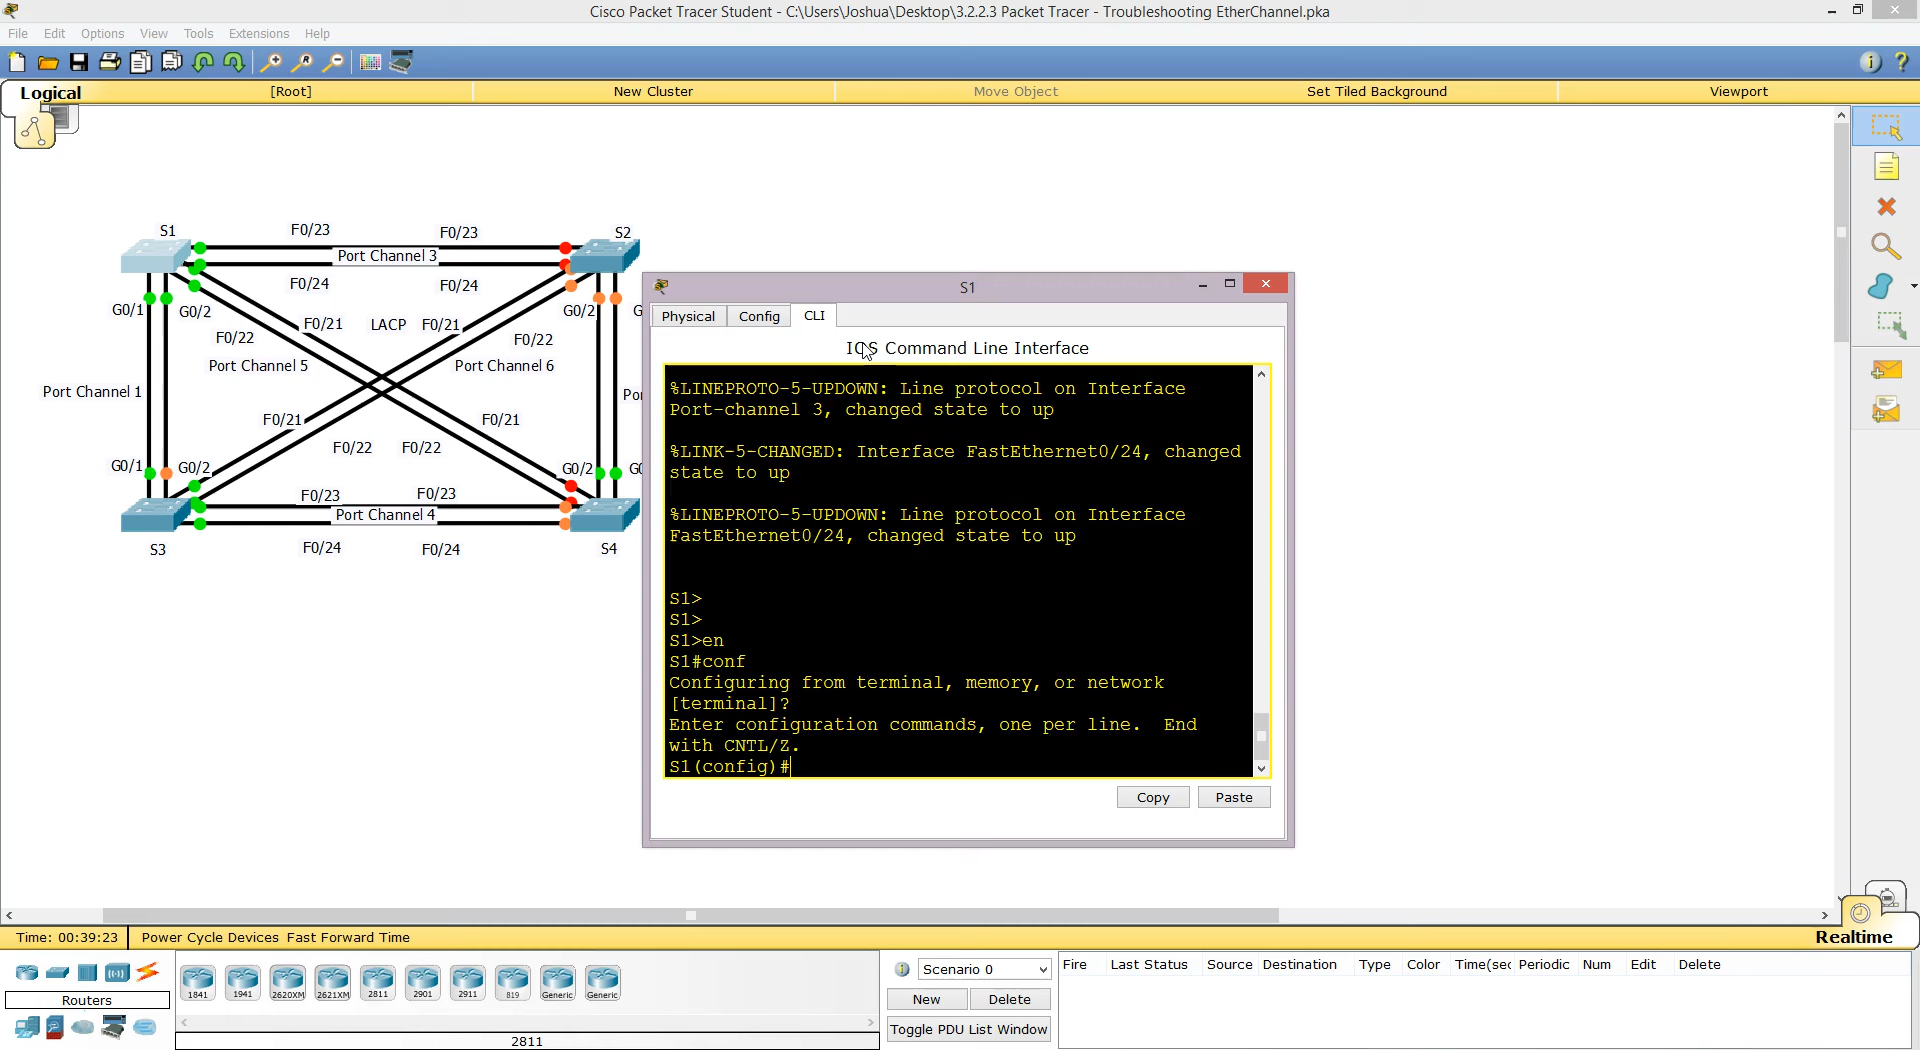 Cisco Packet Tracer Student - C:\Users\Joshua\Desktop\3.2.2.3 Packet Tracer - Troubleshooting EtherChannel.pka
File Edit Options View Tools Extensions Help
Logical [Root] New Cluster Move Object Set Tiled Background Viewport
S1 F0/23 F0/23 S2
Port Channel 3
F0/24 F0/24
G0/1 G0/2 G0/2 G
F0/22 F0/21 LACP F0/21 F0/22
Port Channel 5 Port Channel 6
Port Channel 1 Po
F0/21 F0/21
F0/22 F0/22
G0/1 G0/2 G0/2 G0
F0/23 F0/23
Port Channel 4
S3 F0/24 F0/24 S4
S1
Physical Config CLI
IOS Command Line Interface
%LINEPROTO-5-UPDOWN: Line protocol on Interface
Port-channel 3, changed state to up
%LINK-5-CHANGED: Interface FastEthernet0/24, changed
state to up
%LINEPROTO-5-UPDOWN: Line protocol on Interface
FastEthernet0/24, changed state to up
S1>
S1>
S1>en
S1#conf
Configuring from terminal, memory, or network
[terminal]?
Enter configuration commands, one per line.  End
with CNTL/Z.
S1(config)#
Copy Paste
Time: 00:39:23 Power Cycle Devices Fast Forward Time Realtime
Routers
1841 1941 2620XM 2621XM 2811 2901 2911 819 Generic Generic
2811
Scenario 0
New Delete
Toggle PDU List Window
Fire Last Status Source Destination Type Color Time(sec Periodic Num Edit Delete